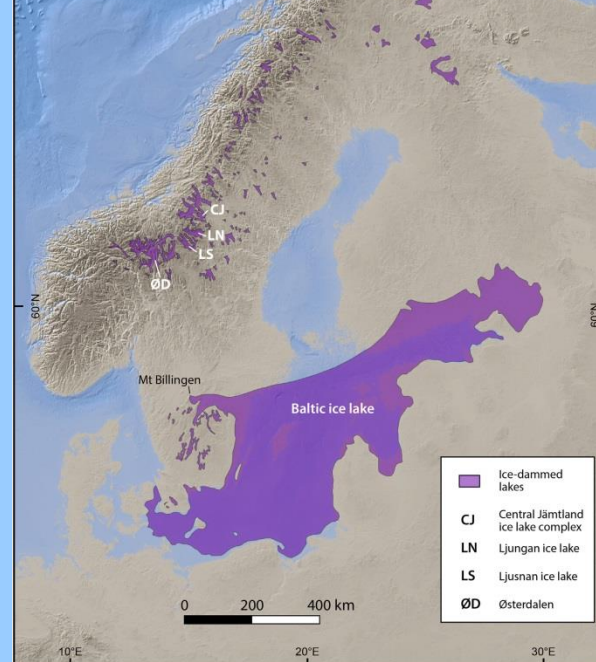 CJ
LN
LS
ØD
60°N
60°N
Mt Billingen
Baltic ice lake
Ice-dammed
lakes
CJ Central Jämtland
ice lake complex
LN Ljungan ice lake
LS Ljusnan ice lake
ØD Østerdalen
0 200 400 km
10°E 20°E 30°E